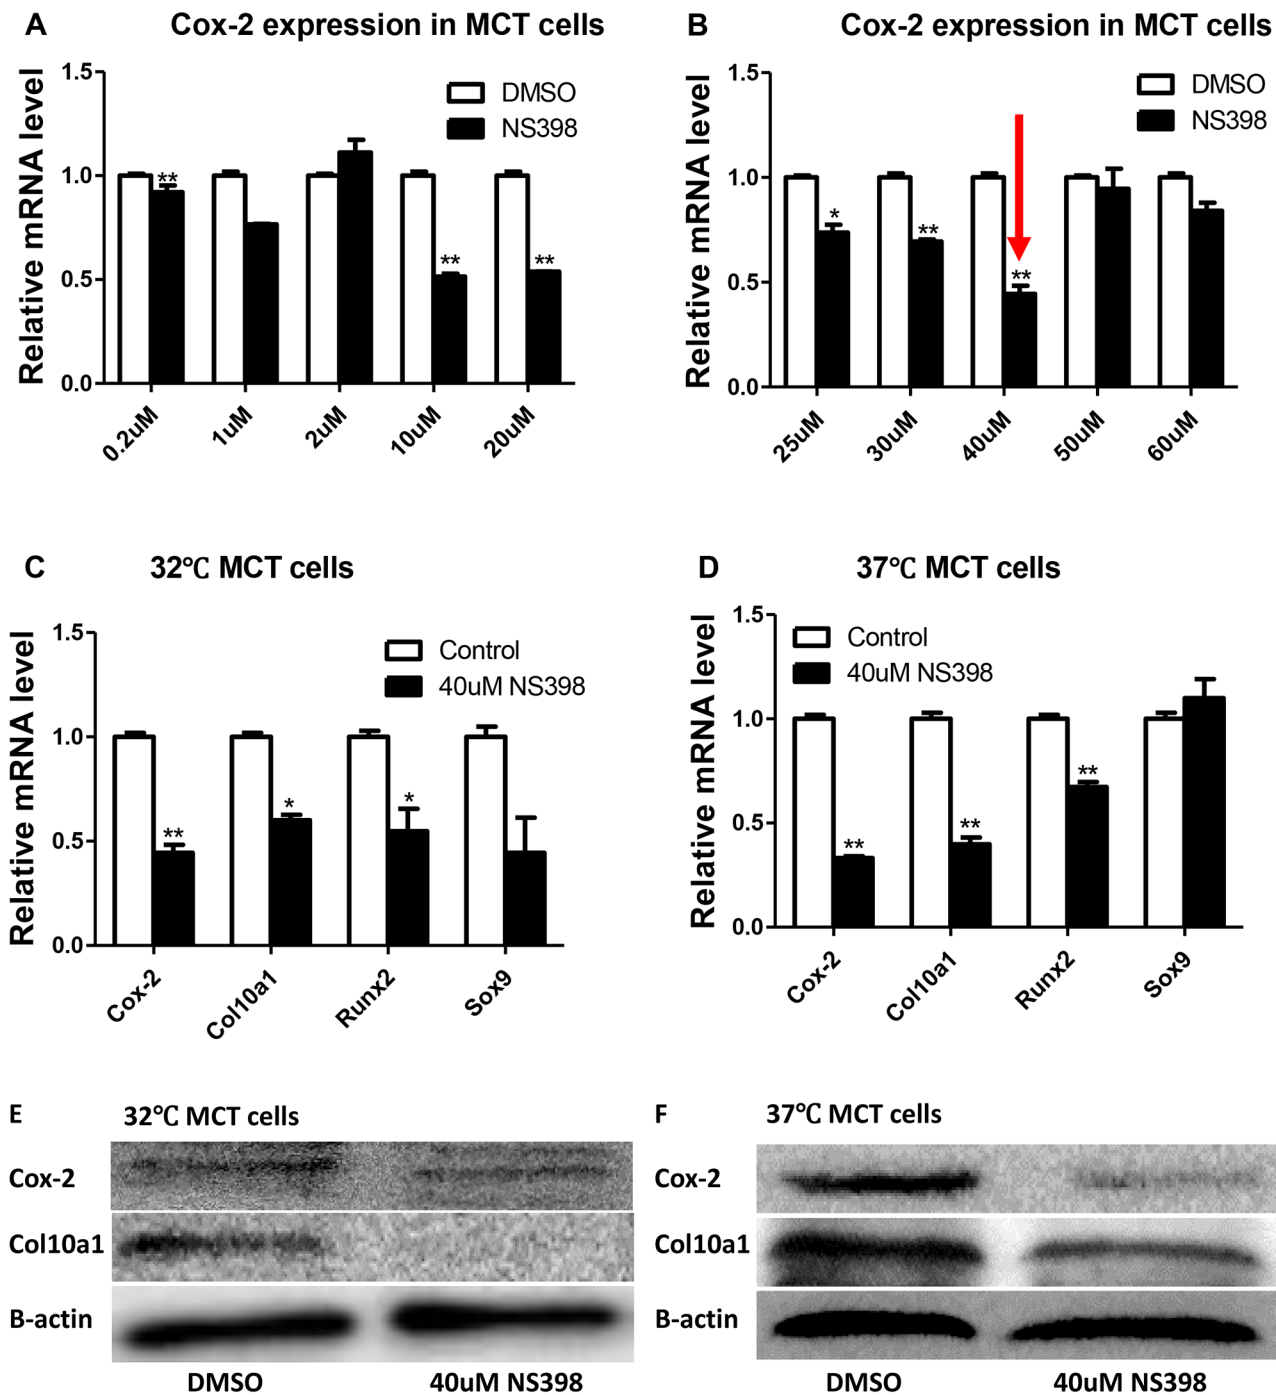 A Cox-2 expression in MCT cells
Relative mRNA level
1.5
1.0
0.5
0.0
DMSO
NS398
**
**
**
0.2uM 1uM 2uM 10uM 20uM
B Cox-2 expression in MCT cells
Relative mRNA level
1.5
1.0
0.5
0.0
DMSO
NS398
*
**
**
25uM 30uM 40uM 50uM 60uM
C 32℃ MCT cells
Relative mRNA level
1.5
1.0
0.5
0.0
Control
40uM NS398
**
*
*
Cox-2 Col10a1 Runx2 Sox9
D 37℃ MCT cells
Relative mRNA level
1.5
1.0
0.5
0.0
Control
40uM NS398
**
**
**
Cox-2 Col10a1 Runx2 Sox9
E 32℃ MCT cells
Cox-2
Col10a1
B-actin
DMSO 40uM NS398
F 37℃ MCT cells
Cox-2
Col10a1
B-actin
DMSO 40uM NS398